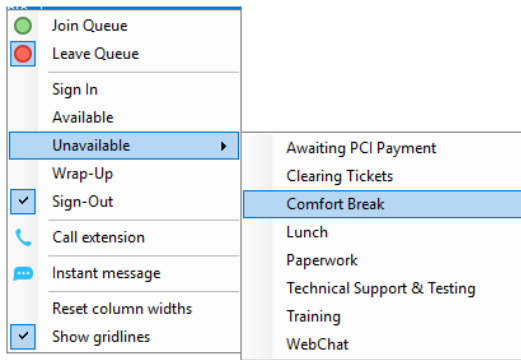 Join Queue
Leave Queue
Sign In
Available
Unavailable
Wrap-Up
Sign-Out
Call extension
Instant message
Reset column widths
Show gridlines
Awaiting PCI Payment
Clearing Tickets
Comfort Break
Lunch
Paperwork
Technical Support & Testing
Training
WebChat